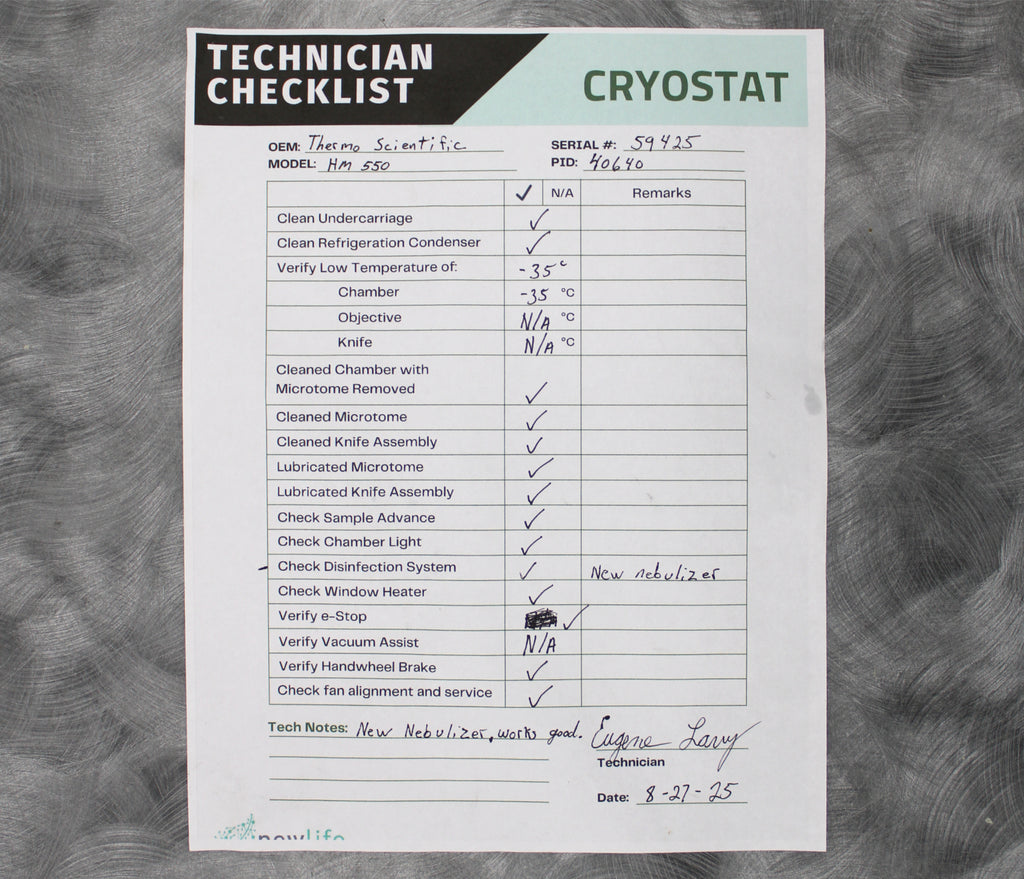 TECHNICIAN
CHECKLIST
CRYOSTAT
OEM: Thermo Scientific SERIAL #: 59425
MODEL: HM 550 PID: 40640
✓ N/A Remarks
Clean Undercarriage ✓
Clean Refrigeration Condenser ✓
Verify Low Temperature of: -35°C
Chamber -35 °C
Objective N/A °C
Knife N/A °C
Cleaned Chamber with
Microtome Removed ✓
Cleaned Microtome ✓
Cleaned Knife Assembly ✓
Lubricated Microtome ✓
Lubricated Knife Assembly ✓
Check Sample Advance ✓
Check Chamber Light ✓
Check Disinfection System ✓ New nebulizer
Check Window Heater ✓
Verify e-Stop ✓
Verify Vacuum Assist N/A
Verify Handwheel Brake ✓
Check fan alignment and service ✓
Tech Notes: New Nebulizer, works good. Eugene
Technician
Date: 8-27-25
newlife